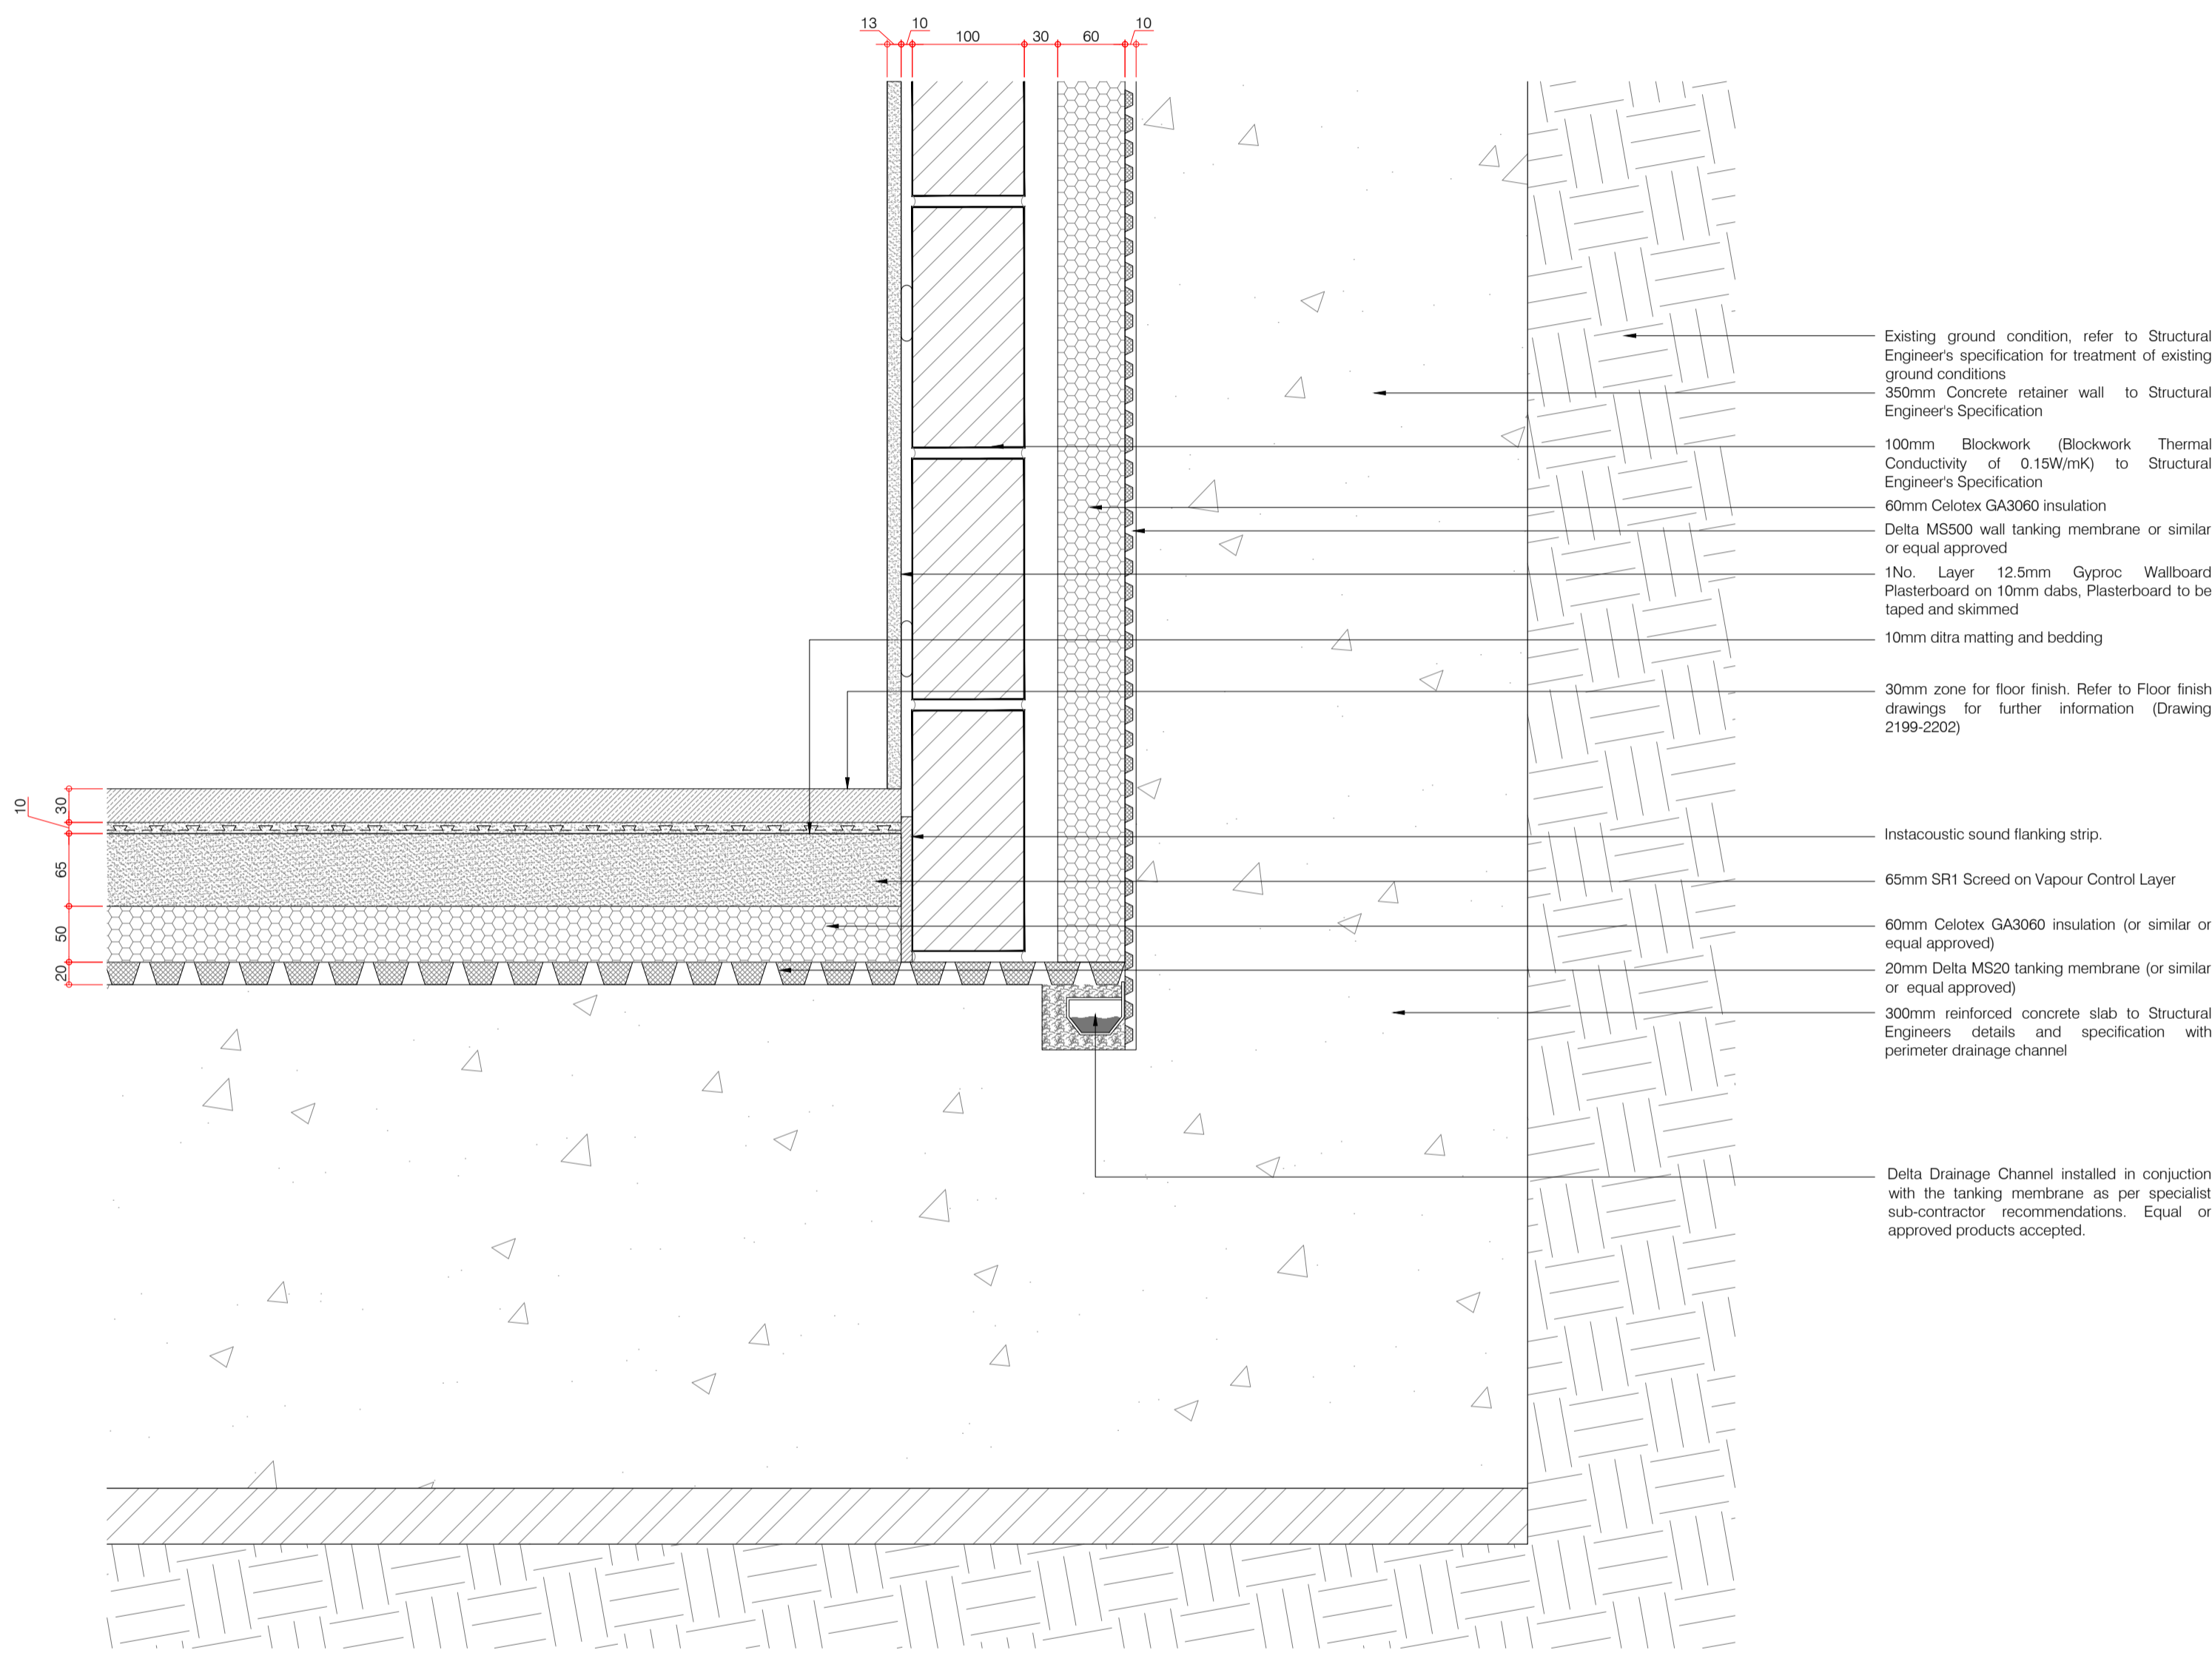 13
10
100
30
60
10
Existing ground condition, refer to Structural
Engineer's specification for treatment of existing
ground conditions
350mm Concrete retainer wall to Structural
Engineer's Specification
100mm Blockwork (Blockwork Thermal
Conductivity of 0.15W/mK) to Structural
Engineer's Specification
60mm Celotex GA3060 insulation
Delta MS500 wall tanking membrane or similar
or equal approved
1No. Layer 12.5mm Gyproc Wallboard
Plasterboard on 10mm dabs, Plasterboard to be
taped and skimmed
10mm ditra matting and bedding
30mm zone for floor finish. Refer to Floor finish
drawings for further information (Drawing
2199-2202)
10
30
65
50
20
Instacoustic sound flanking strip.
65mm SR1 Screed on Vapour Control Layer
60mm Celotex GA3060 insulation (or similar or
equal approved)
20mm Delta MS20 tanking membrane (or similar
or equal approved)
300mm reinforced concrete slab to Structural
Engineers details and specification with
perimeter drainage channel
Delta Drainage Channel installed in conjuction
with the tanking membrane as per specialist
sub-contractor recommendations. Equal or
approved products accepted.